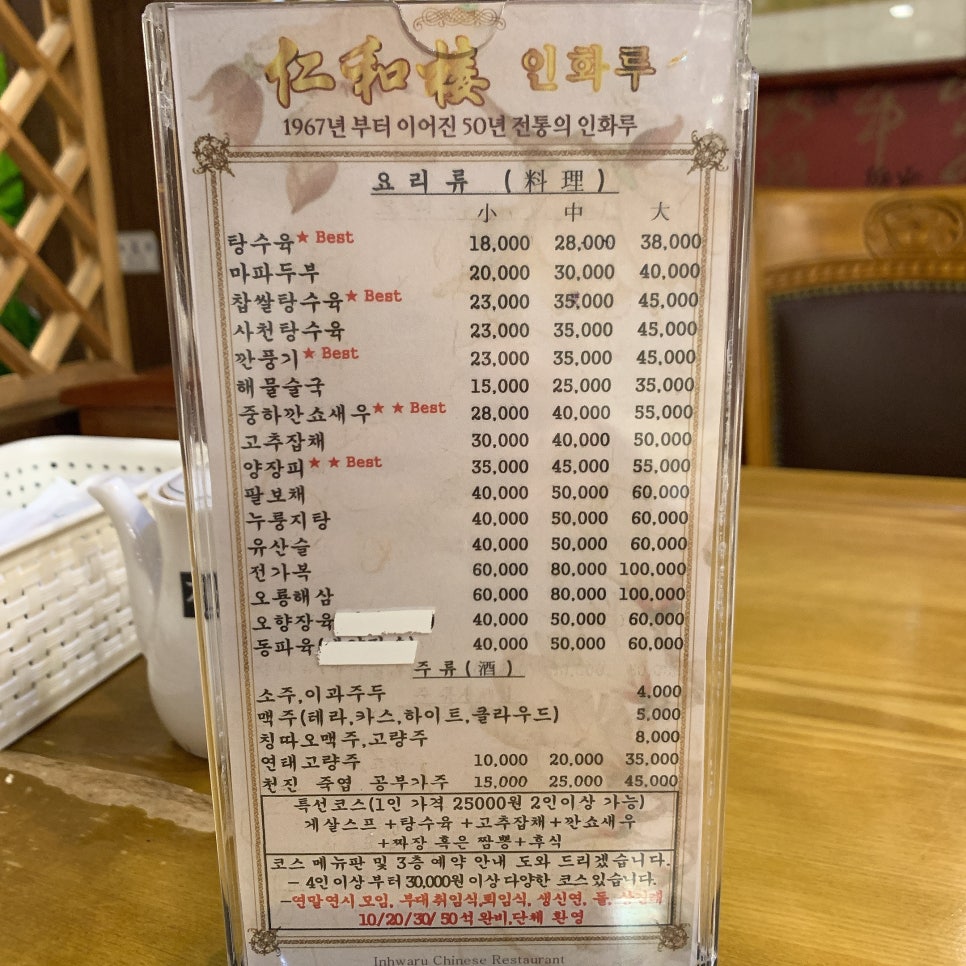 仁和楼 인화루
1967년 부터 이어진 50년 전통의 인화루
요리류 (料理)
小 中 大
탕수육★ Best 18,000 28,000 38,000
마파두부 20,000 30,000 40,000
찹쌀탕수육★ Best 23,000 35,000 45,000
사천탕수육 23,000 35,000 45,000
깐풍기★ Best 23,000 35,000 45,000
해물술국 15,000 25,000 35,000
중하깐쇼새우★★ Best 28,000 40,000 55,000
고추잡채 30,000 40,000 50,000
양장피★★ Best 35,000 45,000 55,000
팔보채 40,000 50,000 60,000
누룽지탕 40,000 50,000 60,000
유산슬 40,000 50,000 60,000
전가복 60,000 80,000 100,000
오룡해삼 60,000 80,000 100,000
오향장육 ) 40,000 50,000 60,000
동파육( 40,000 50,000 60,000
주류(酒)
소주,이과주두 4,000
맥주(테라,카스,하이트,클라우드) 5,000
칭따오맥주,고량주 8,000
연태고량주 10,000 20,000 35,000
천진 죽엽 공부가주 15,000 25,000 45,000
특선코스(1인 가격 25000원 2인이상 가능)
게살스프+탕수육+고추잡채+깐쇼새우
+짜장 혹은 짬뽕+후식
코스 메뉴판 및 3층 예약 안내 도와 드리겠습니다.
- 4인이상부터 30,000원이상 다양한 코스있습니다.
-연말연시 모임, 부대취임식,퇴임식, 생신연, 돌,
10/20/30/50석 완비,단체 환영
Inhwaru Chinese Restaurant